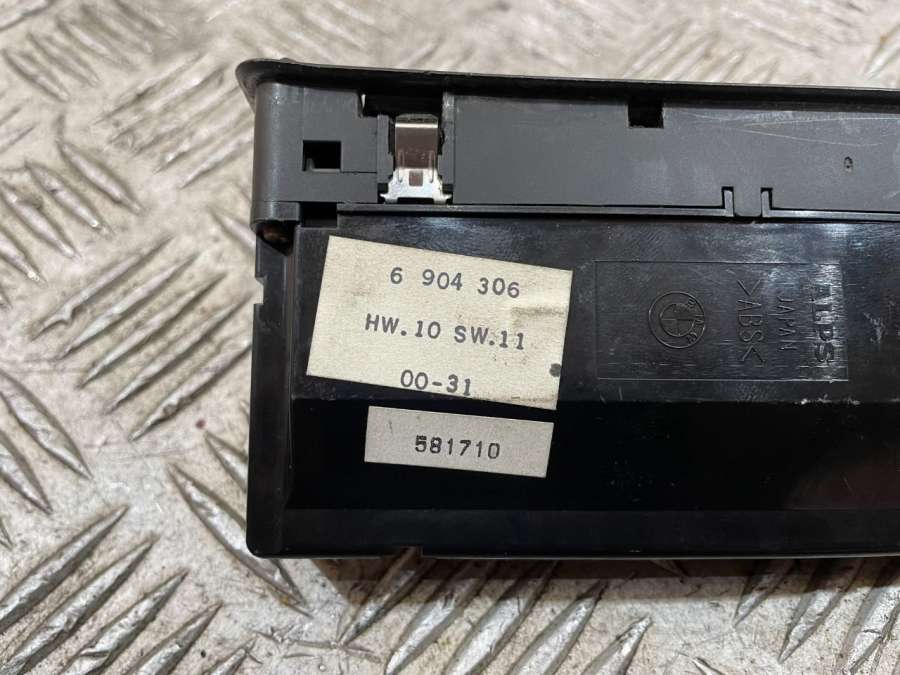 6 904 306
HW.10 SW.11
00-31
581710
ALPS
JAPAN
>ABS<